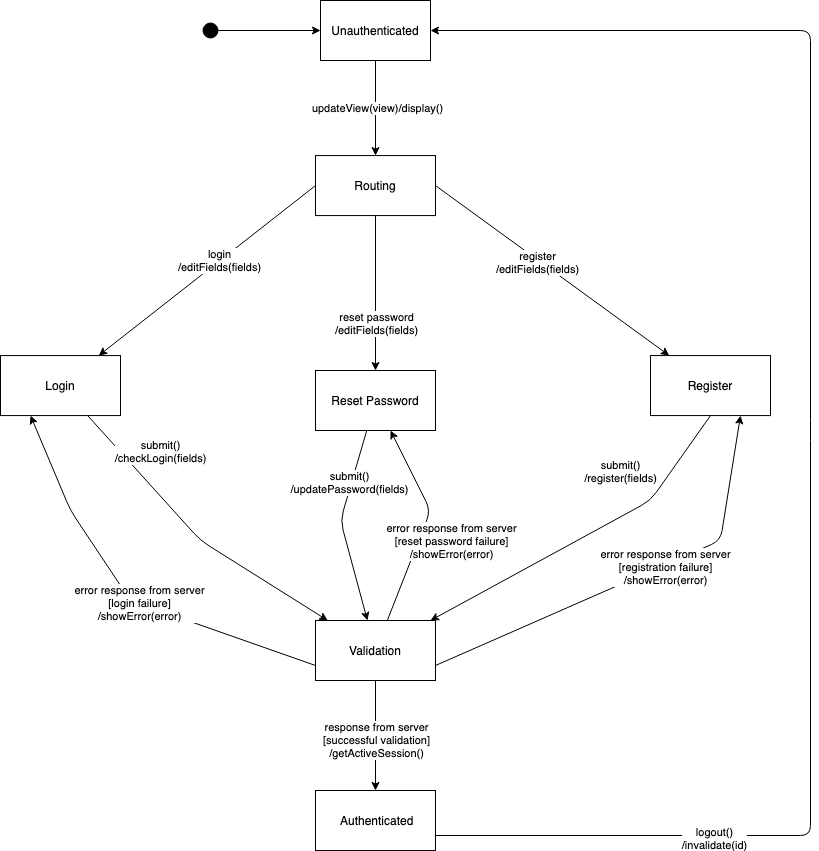 Unauthenticated
updateView(view)/display()
Routing
login
/editFields(fields)
register
/editFields(fields)
reset password
/editFields(fields)
Login
Reset Password
Register
submit()
/checkLogin(fields)
submit()
/updatePassword(fields)
submit()
/register(fields)
error response from server
[reset password failure]
/showError(error)
error response from server
[registration failure]
/showError(error)
error response from server
[login failure]
/showError(error)
Validation
response from server
[successful validation]
/getActiveSession()
Authenticated
logout()
/invalidate(id)